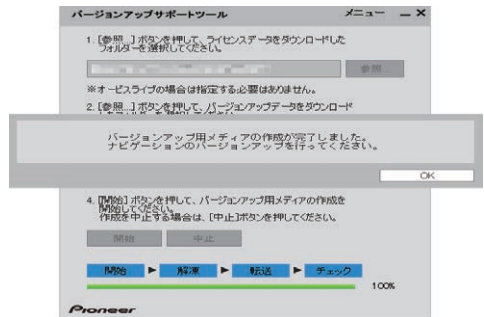 バージョンアップサポートツール
メニュー
1. [参照...]ボタンを押して、ライセンスデータをダウンロードした
フォルダーを選択してください。
参照...
※オービスライブの場合は指定する必要はありません。
2. [参照...]ボタンを押して、バージョンアップデータをダウンロード
バージョンアップ用メディアの作成が完了しました。
ナビゲーションのバージョンアップを行ってください。
OK
4. [開始]ボタンを押して、バージョンアップ用メディアの作成を
開始してください。
作成を中止する場合は、[中止]ボタンを押してください。
開始 中止
開始 ▶ 解凍 ▶ 転送 ▶ チェック
100%
Pioneer